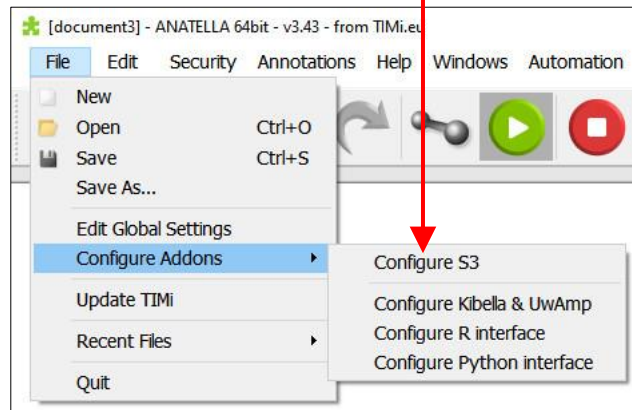 [document3] - ANATELLA 64bit - v3.43 - from TIMi.eu
File Edit Security Annotations Help Windows Automation
New
Open Ctrl+O
Save Ctrl+S
Save As...
Edit Global Settings
Configure Addons
Configure S3
Update TIMi
Configure Kibella & UwAmp
Recent Files
Configure R interface
Configure Python interface
Quit